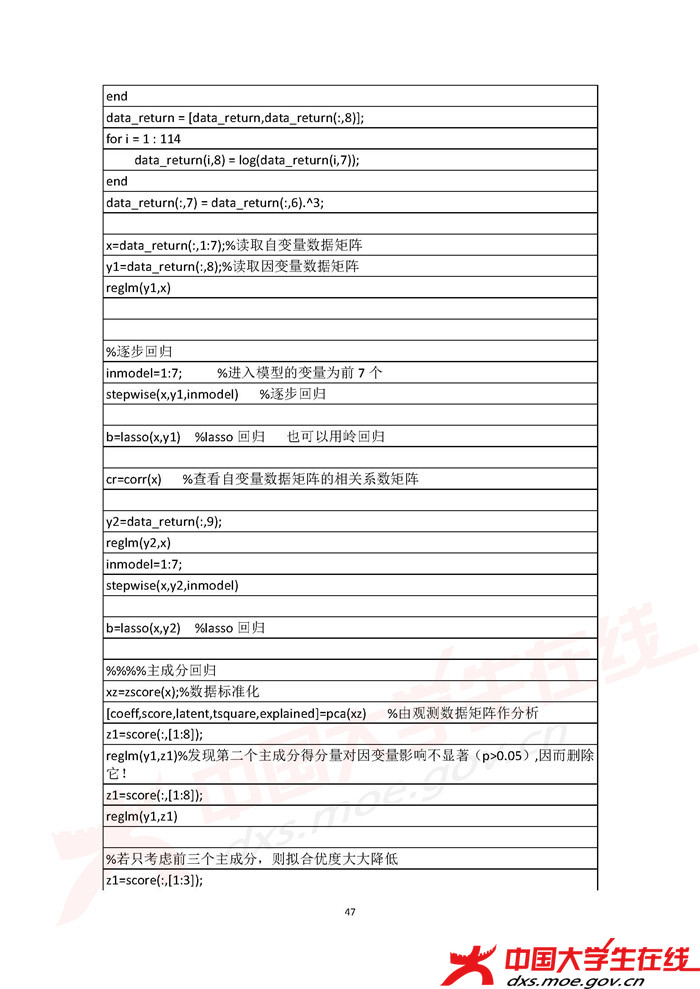 end
data_return = [data_return,data_return(:,8)];
for i = 1 : 114
data_return(i,8) = log(data_return(i,7));
end
data_return(:,7) = data_return(:,6).^3;
x=data_return(:,1:7);%读取自变量数据矩阵
y1=data_return(:,8);%读取因变量数据矩阵
reglm(y1,x)
%逐步回归
inmodel=1:7; %进入模型的变量为前 7 个
stepwise(x,y1,inmodel) %逐步回归
b=lasso(x,y1) %lasso 回归 也可以用岭回归
cr=corr(x) %查看自变量数据矩阵的相关系数矩阵
y2=data_return(:,9);
reglm(y2,x)
inmodel=1:7;
stepwise(x,y2,inmodel)
b=lasso(x,y2) %lasso 回归
%%%%主成分回归
xz=zscore(x);%数据标准化
[coeff,score,latent,tsquare,explained]=pca(xz) %由观测数据矩阵作分析
z1=score(:,[1:8]);
reglm(y1,z1)%发现第二个主成分得分量对因变量影响不显著（p>0.05）,因而删除
它！
z1=score(:,[1:8]);
reglm(y1,z1)
%若只考虑前三个主成分，则拟合优度大大降低
z1=score(:,[1:3]);
47
中国大学生在线
dxs.moe.gov.cn
中国大学生在线
dxs.moe.gov.cn